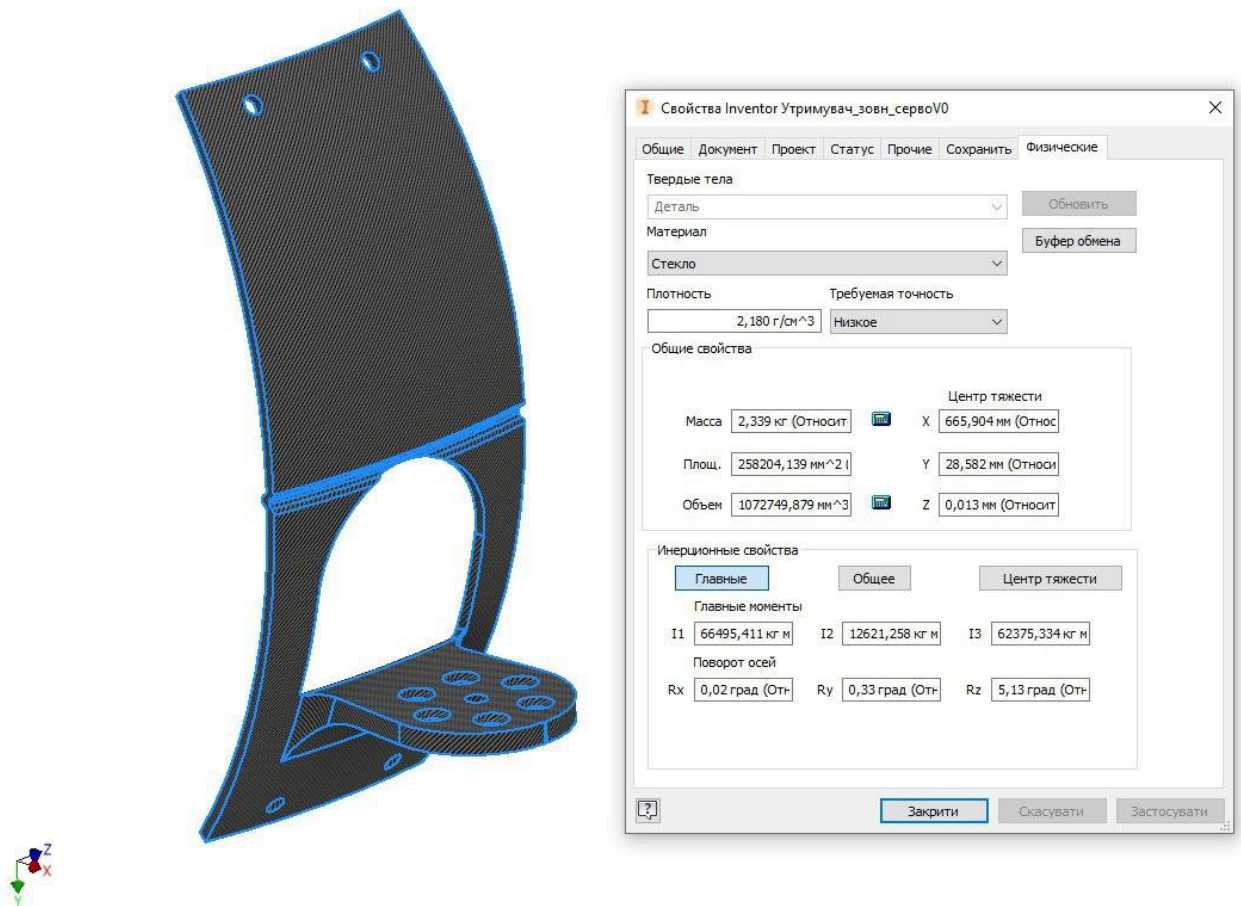 Свойства Inventor Утримувач_зовн_сервоV0
Общие Документ Проект Статус Прочие Сохранить Физические
Твердые тела
Деталь Обновить
Материал Буфер обмена
Стекло
Плотность Требуемая точность
2,180 г/см^3 Низкое
Общие свойства
Центр тяжести
Масса 2,339 кг (Относит X 665,904 мм (Относ
Площ. 258204,139 мм^2 ( Y 28,582 мм (Относи
Объем 1072749,879 мм^3 Z 0,013 мм (Относит
Инерционные свойства
Главные Общее Центр тяжести
Главные моменты
I1 66495,411 кг м I2 12621,258 кг м I3 62375,334 кг м
Поворот осей
Rx 0,02 град (Отн Ry 0,33 град (Отн Rz 5,13 град (Отн
Закрити Скасувати Застосувати
Z
X
Y